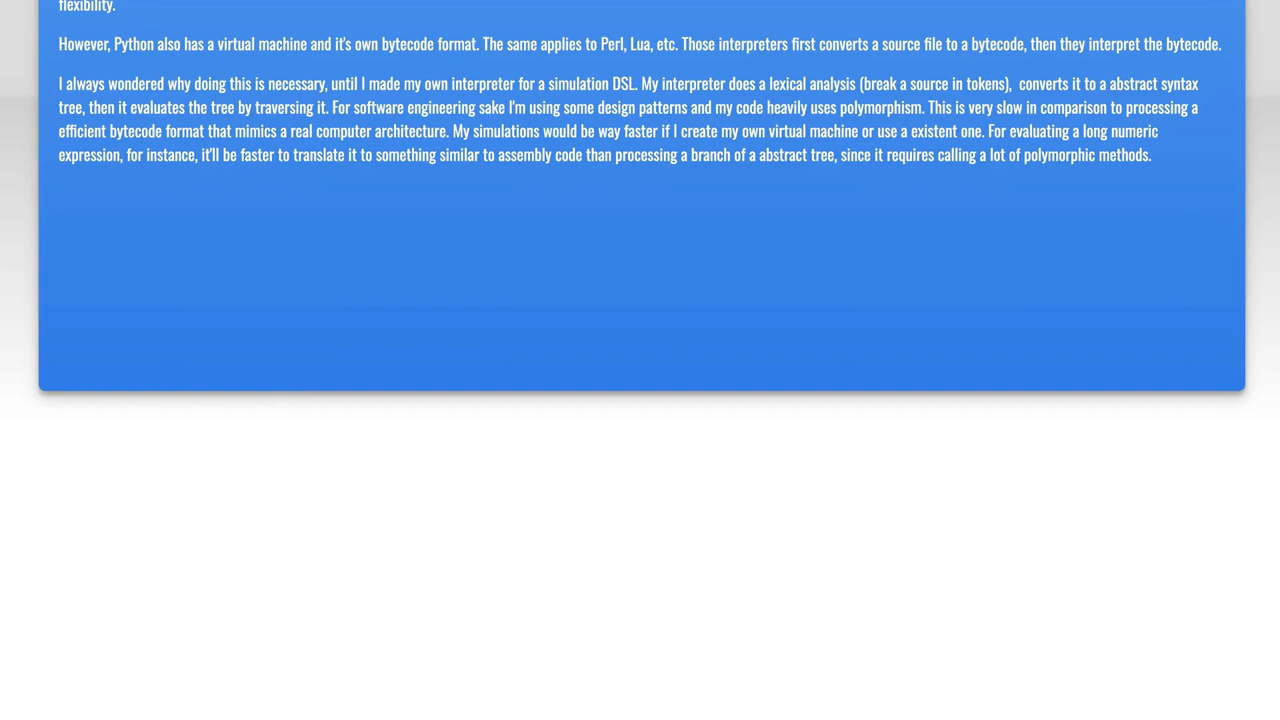 flexibility.
However, Python also has a virtual machine and it's own bytecode format. The same applies to Perl, Lua, etc. Those interpreters first converts a source file to a bytecode, then they interpret the bytecode.
I always wondered why doing this is necessary, until I made my own interpreter for a simulation DSL. My interpreter does a lexical analysis (break a source in tokens),  converts it to a abstract syntax
tree, then it evaluates the tree by traversing it. For software engineering sake I'm using some design patterns and my code heavily uses polymorphism. This is very slow in comparison to processing a
efficient bytecode format that mimics a real computer architecture. My simulations would be way faster if I create my own virtual machine or use a existent one. For evaluating a long numeric
expression, for instance, it'll be faster to translate it to something similar to assembly code than processing a branch of a abstract tree, since it requires calling a lot of polymorphic methods.